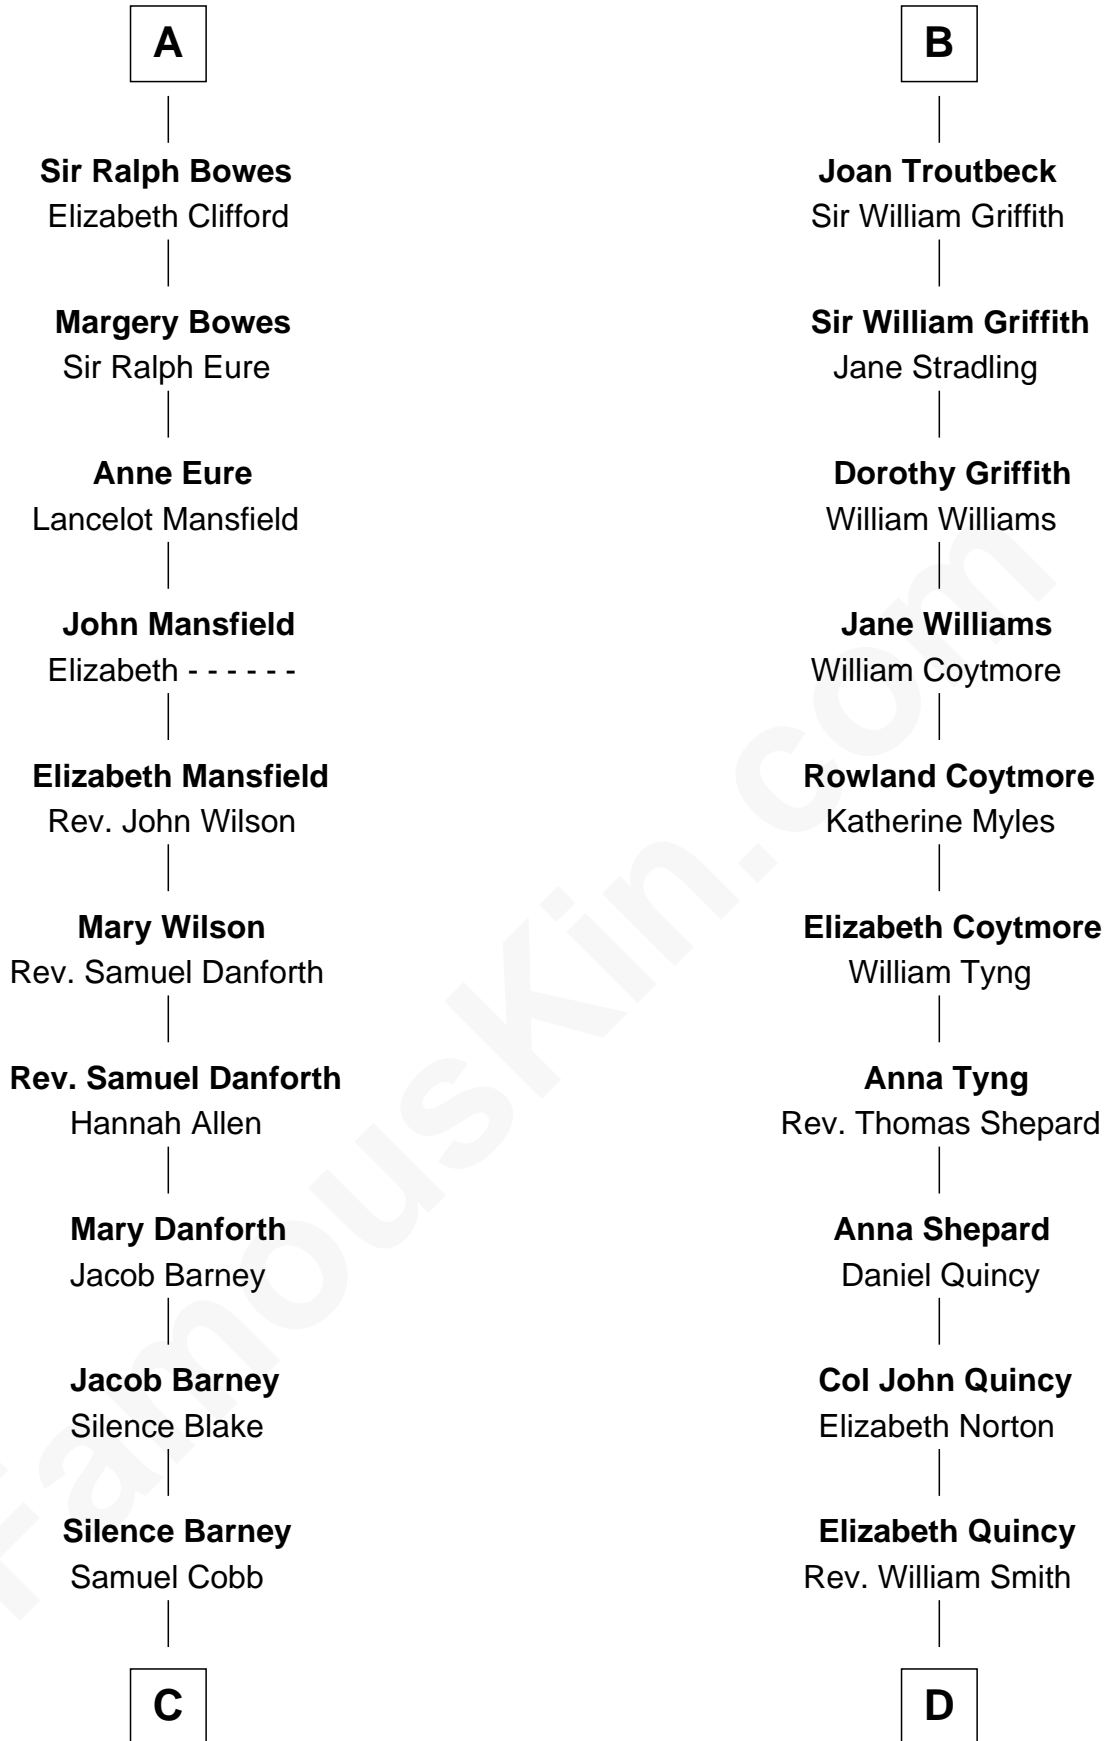 A
Sir Ralph Bowes
Elizabeth Clifford
Margery Bowes
Sir Ralph Eure
Anne Eure
Lancelot Mansfield
John Mansfield
Elizabeth - - - - - -
Elizabeth Mansfield
Rev. John Wilson
Mary Wilson
Rev. Samuel Danforth
Rev. Samuel Danforth
Hannah Allen
Mary Danforth
Jacob Barney
Jacob Barney
Silence Blake
Silence Barney
Samuel Cobb
C
B
Joan Troutbeck
Sir William Griffith
Sir William Griffith
Jane Stradling
Dorothy Griffith
William Williams
Jane Williams
William Coytmore
Rowland Coytmore
Katherine Myles
Elizabeth Coytmore
William Tyng
Anna Tyng
Rev. Thomas Shepard
Anna Shepard
Daniel Quincy
Col John Quincy
Elizabeth Norton
Elizabeth Quincy
Rev. William Smith
D
FamousKin.com